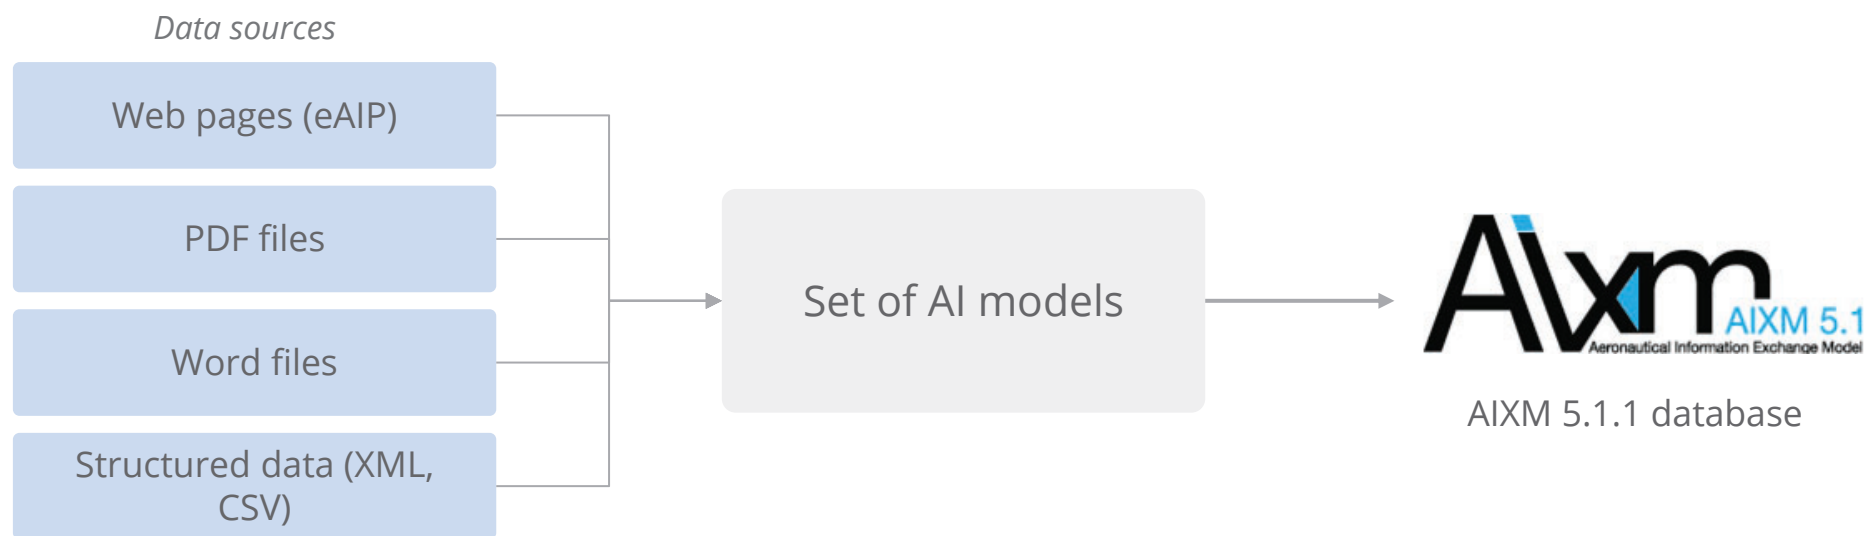 Data sources
Web pages (eAIP)
PDF files
Word files
Structured data (XML,
CSV)
Set of AI models
Aixm
AIXM 5.1
Aeronautical Information Exchange Model
AIXM 5.1.1 database